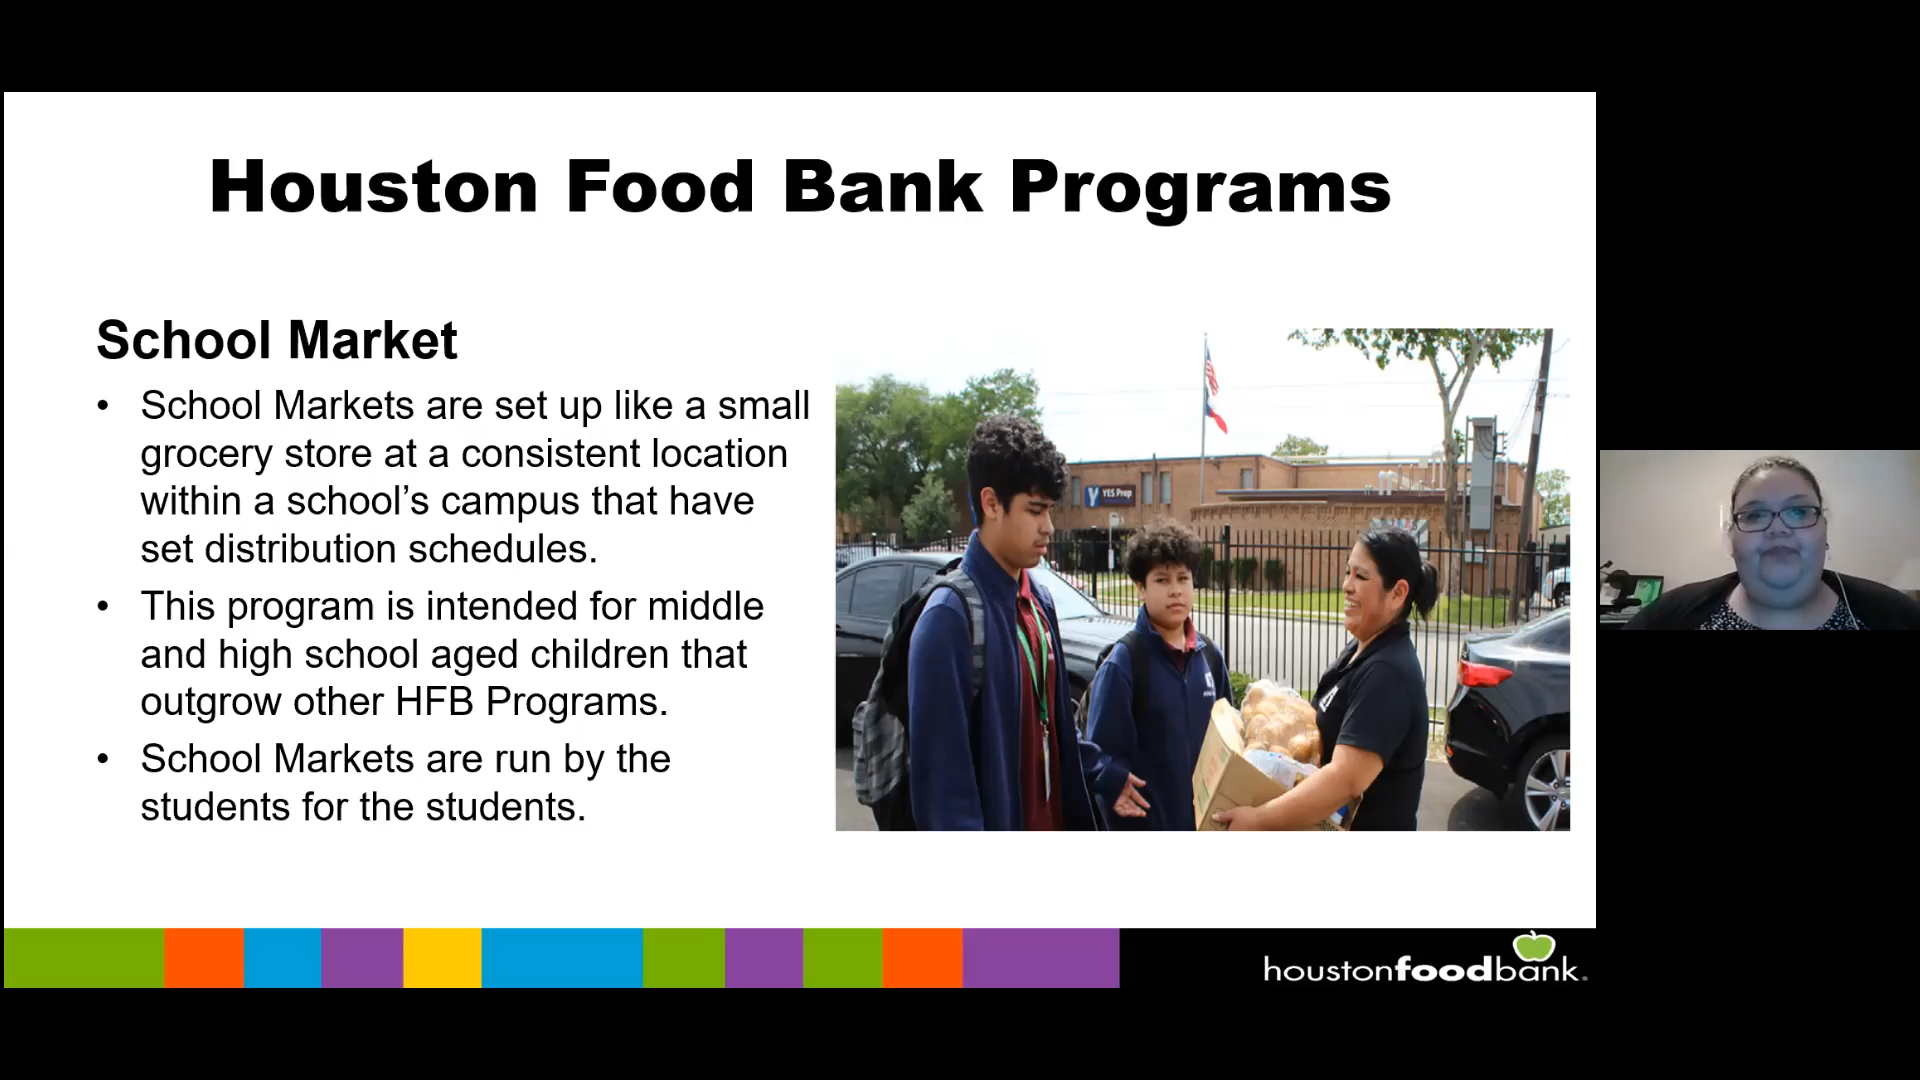 Houston Food Bank Programs
School Market
• School Markets are set up like a small
grocery store at a consistent location
within a school’s campus that have
set distribution schedules.
• This program is intended for middle
and high school aged children that
outgrow other HFB Programs.
• School Markets are run by the
students for the students.
Y YES Prep
houstonfoodbank.